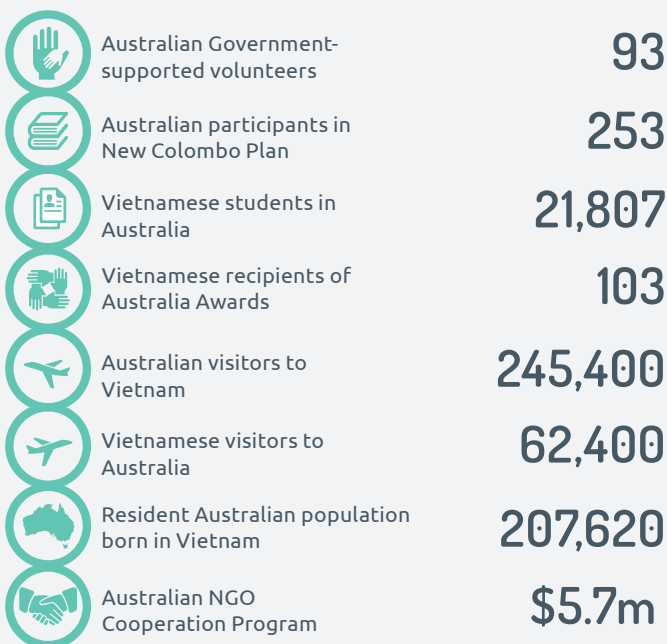 Australian Government-
supported volunteers
93
Australian participants in
New Colombo Plan
253
Vietnamese students in
Australia
21,807
Vietnamese recipients of
Australia Awards
103
Australian visitors to
Vietnam
245,400
Vietnamese visitors to
Australia
62,400
Resident Australian population
born in Vietnam
207,620
Australian NGO
Cooperation Program
$5.7m